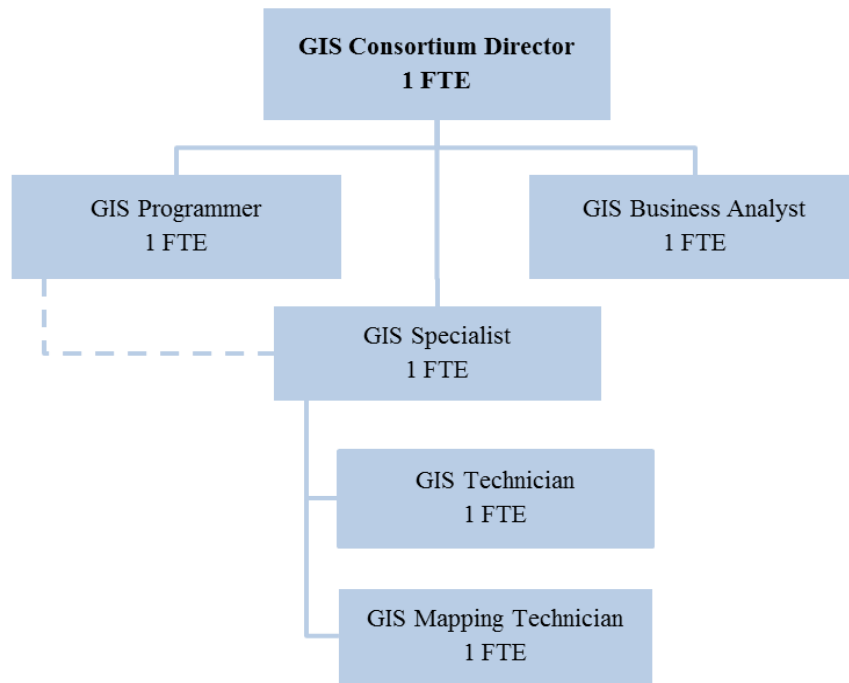 GIS Consortium Director
1 FTE
GIS Programmer
1 FTE
GIS Business Analyst
1 FTE
GIS Specialist
1 FTE
GIS Technician
1 FTE
GIS Mapping Technician
1 FTE